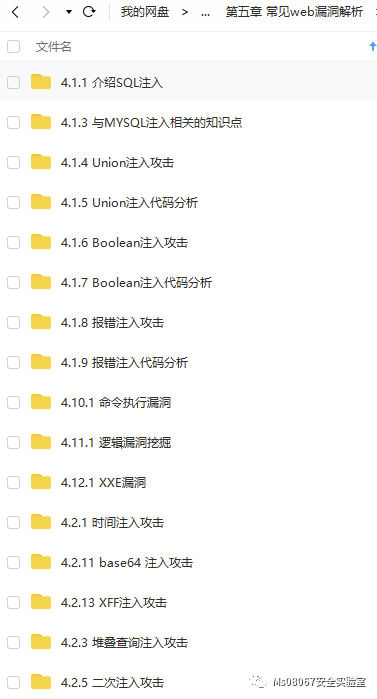 我的网盘 > ... 第五章 常见web漏洞解析
文件名
4.1.1 介绍SQL注入
4.1.3 与MYSQL注入相关的知识点
4.1.4 Union注入攻击
4.1.5 Union注入代码分析
4.1.6 Boolean注入攻击
4.1.7 Boolean注入代码分析
4.1.8 报错注入攻击
4.1.9 报错注入代码分析
4.10.1 命令执行漏洞
4.11.1 逻辑漏洞挖掘
4.12.1 XXE漏洞
4.2.1 时间注入攻击
4.2.11 base64 注入攻击
4.2.13 XFF注入攻击
4.2.3 堆叠查询注入攻击
4.2.5 二次注入攻击
Ms08067安全实验室